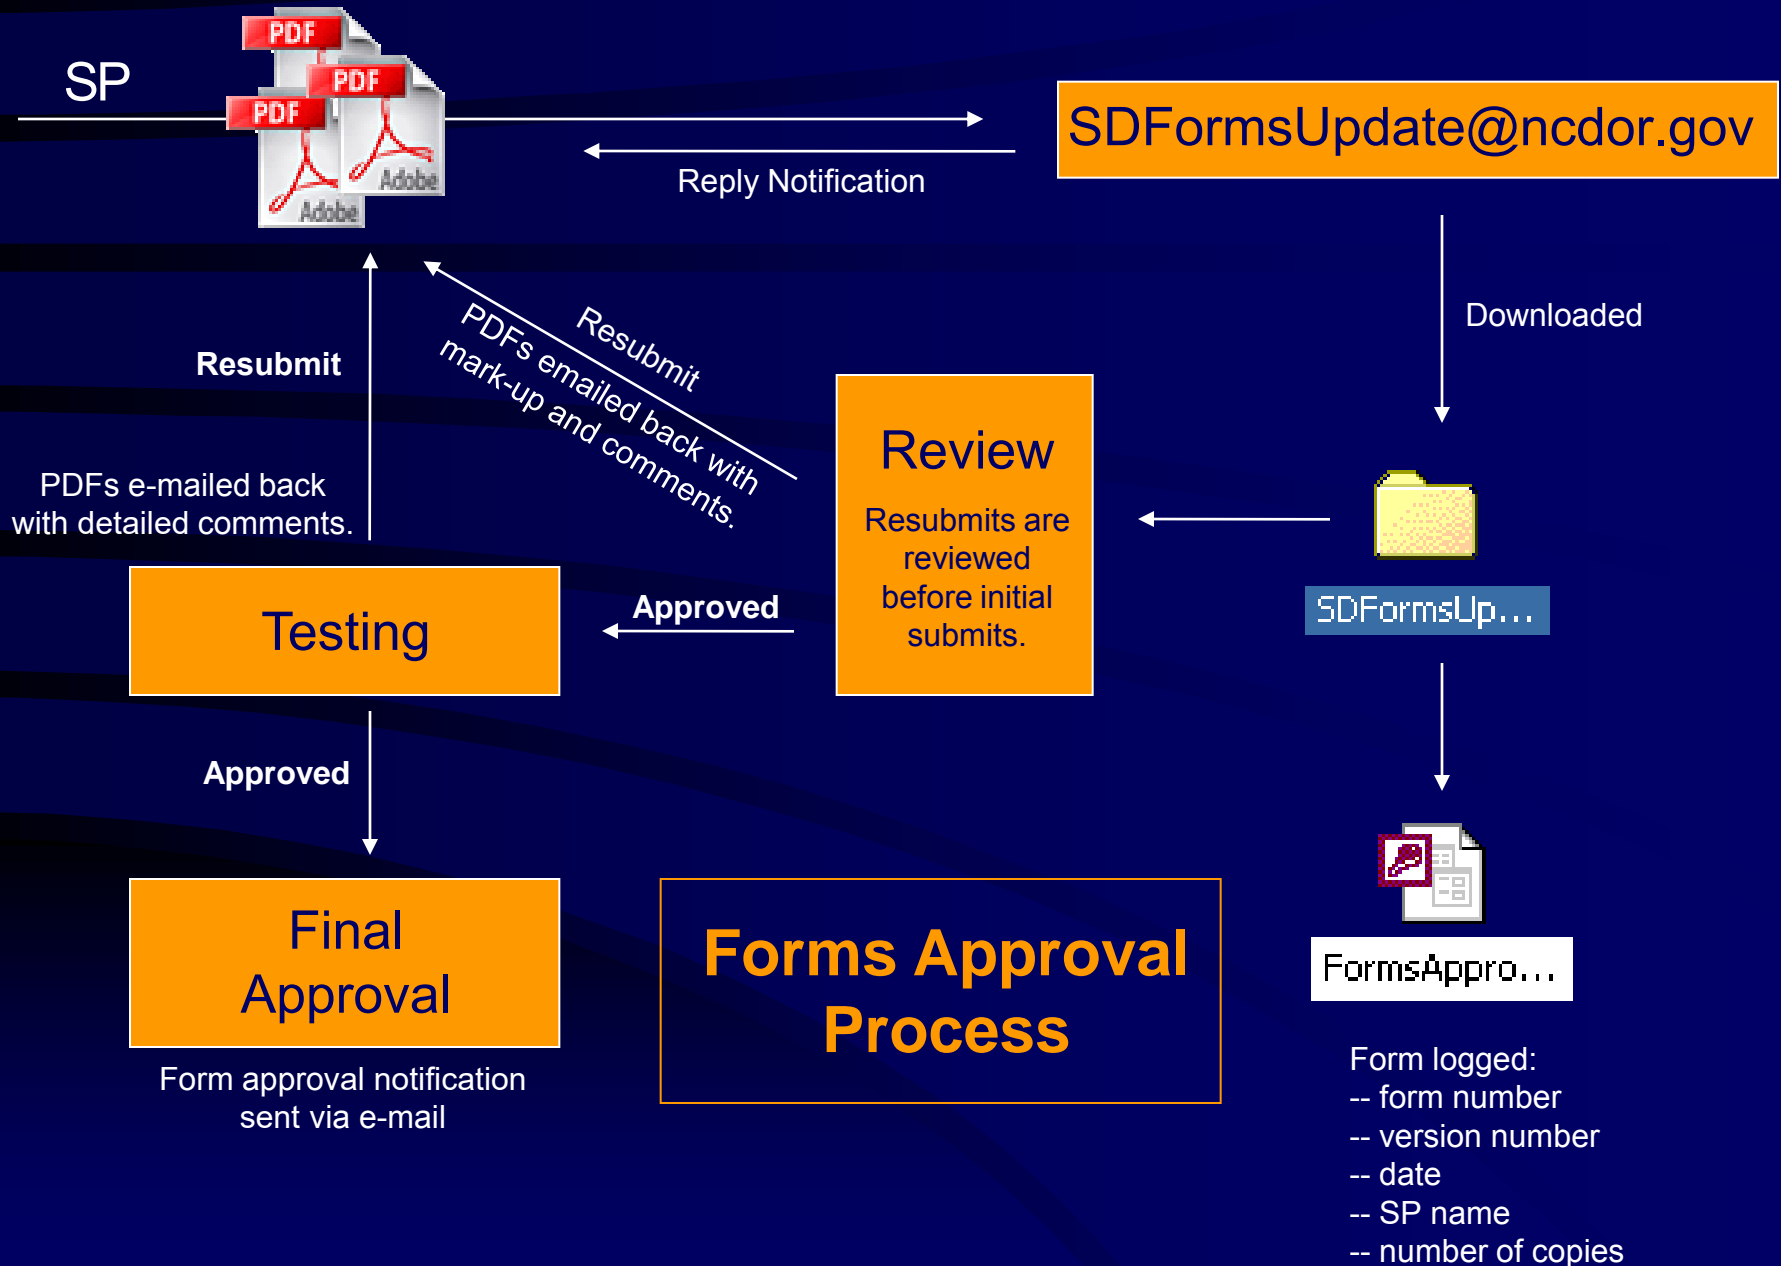 SP
PDF
PDF
PDF
Adobe
Adobe
SDFormsUpdate@ncdor.gov
Reply Notification
Downloaded
Resubmit
PDFs emailed back with
mark-up and comments.
Resubmit
PDFs e-mailed back
with detailed comments.
Review
Resubmits are
reviewed
before initial
submits.
SDFormsUp...
Approved
Testing
Approved
Final
Approval
Form approval notification
sent via e-mail
Forms Approval
Process
FormsAppro...
Form logged:
-- form number
-- version number
-- date
-- SP name
-- number of copies